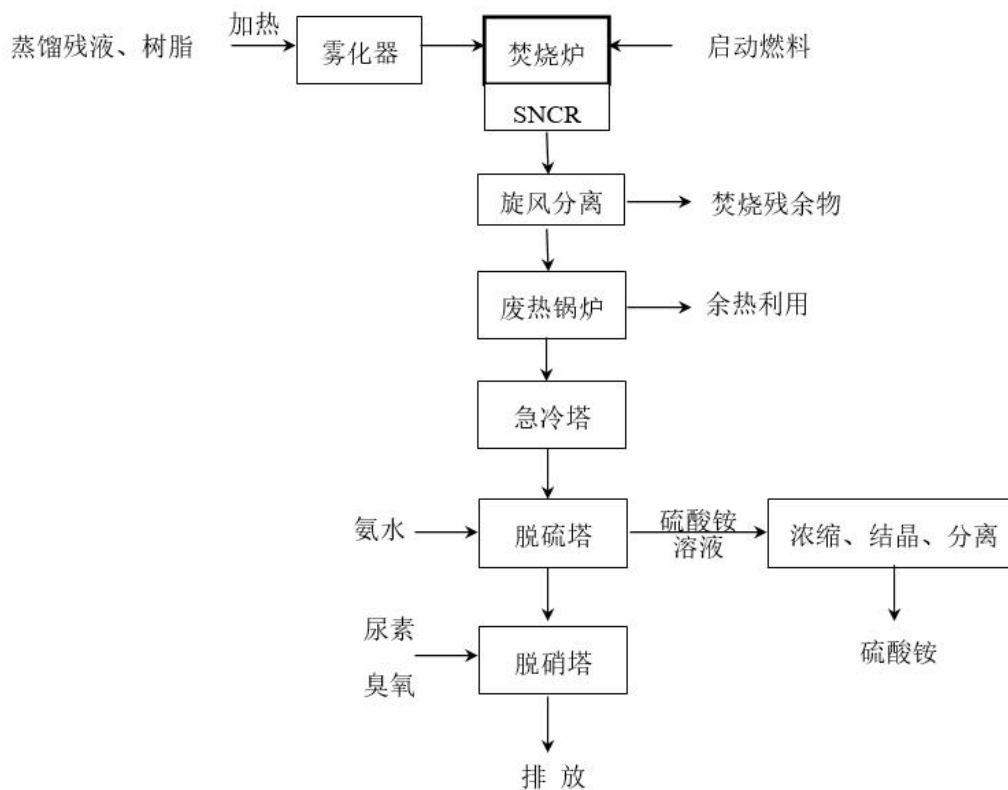 加热
蒸馏残液、树脂
雾化器
焚烧炉
启动燃料
SNCR
旋风分离
焚烧残余物
废热锅炉
余热利用
急冷塔
氨水
脱硫塔
硫酸铵
溶液
浓缩、结晶、分离
尿素
臭氧
脱硝塔
硫酸铵
排 放